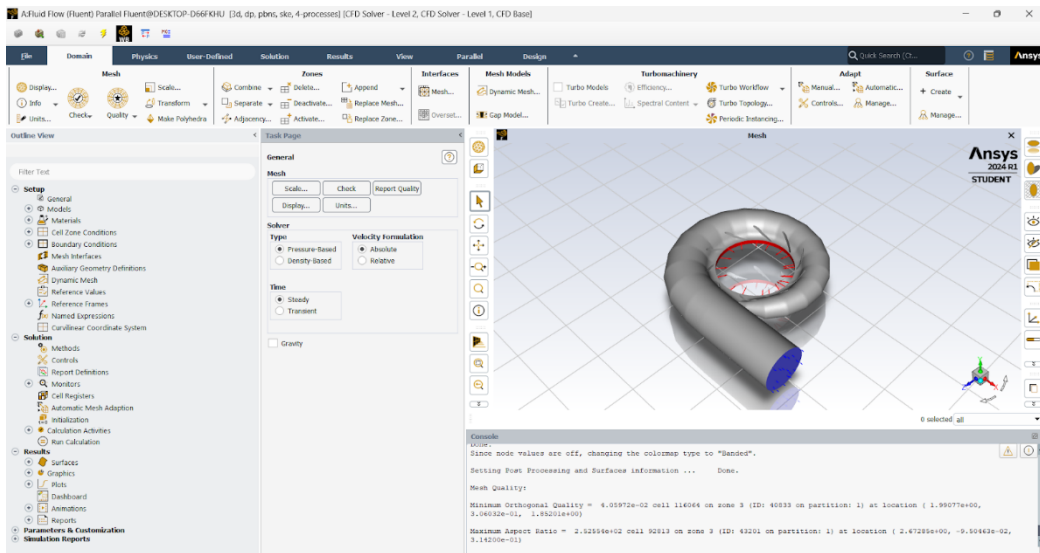 A:Fluid Flow (Fluent) Parallel Fluent@DESKTOP-D66FKHU [3d, dp, pbns, ske, 4-processes] [CFD Solver - Level 2, CFD Solver - Level 1, CFD Base]
File Domain Physics User-Defined Solution Results View Parallel Design Quick Search (Ct... Ansys
Mesh Zones Interfaces Mesh Models Turbomachinery Adapt Surface
Display... Scale... Combine Delete... Append Mesh... Dynamic Mesh... Turbo Models Efficiency... Turbo Workflow Manual... Automatic... Create
Info Check Quality Transform Separate Deactivate... Replace Mesh... Turbo Create... Spectral Content Turbo Topology... Controls... Manage...
Units... Make Polyhedra Adjacency... Activate... Replace Zone... Overset... Gap Model... Periodic Instancing... Manage...
Outline View
Filter Text
Setup
General
Models
Materials
Cell Zone Conditions
Boundary Conditions
Mesh Interfaces
Auxiliary Geometry Definitions
Dynamic Mesh
Reference Values
Reference Frames
Named Expressions
Curvilinear Coordinate System
Solution
Methods
Controls
Report Definitions
Monitors
Cell Registers
Automatic Mesh Adaption
Initialization
Calculation Activities
Run Calculation
Results
Surfaces
Graphics
Plots
Dashboard
Animations
Reports
Parameters & Customization
Simulation Reports
Task Page
General
Mesh
Scale... Check Report Quality
Display... Units...
Solver
Type Velocity Formulation
Pressure-Based Absolute
Density-Based Relative
Time
Steady
Transient
Gravity
Mesh
Ansys
2024 R1
STUDENT
0 selected all
Console
Done.
Since node values are off, changing the colormap type to "Banded".
Setting Post Processing and Surfaces information ... Done.
Mesh Quality:
Minimum Orthogonal Quality = 4.05972e-02 cell 116064 on zone 3 (ID: 40833 on partition: 1) at location ( 1.99077e+00,
3.06032e-01, 1.85201e+00)
Maximum Aspect Ratio = 2.52554e+02 cell 92813 on zone 3 (ID: 43201 on partition: 1) at location ( 2.67285e+00, -9.50463e-02,
3.14200e-01)